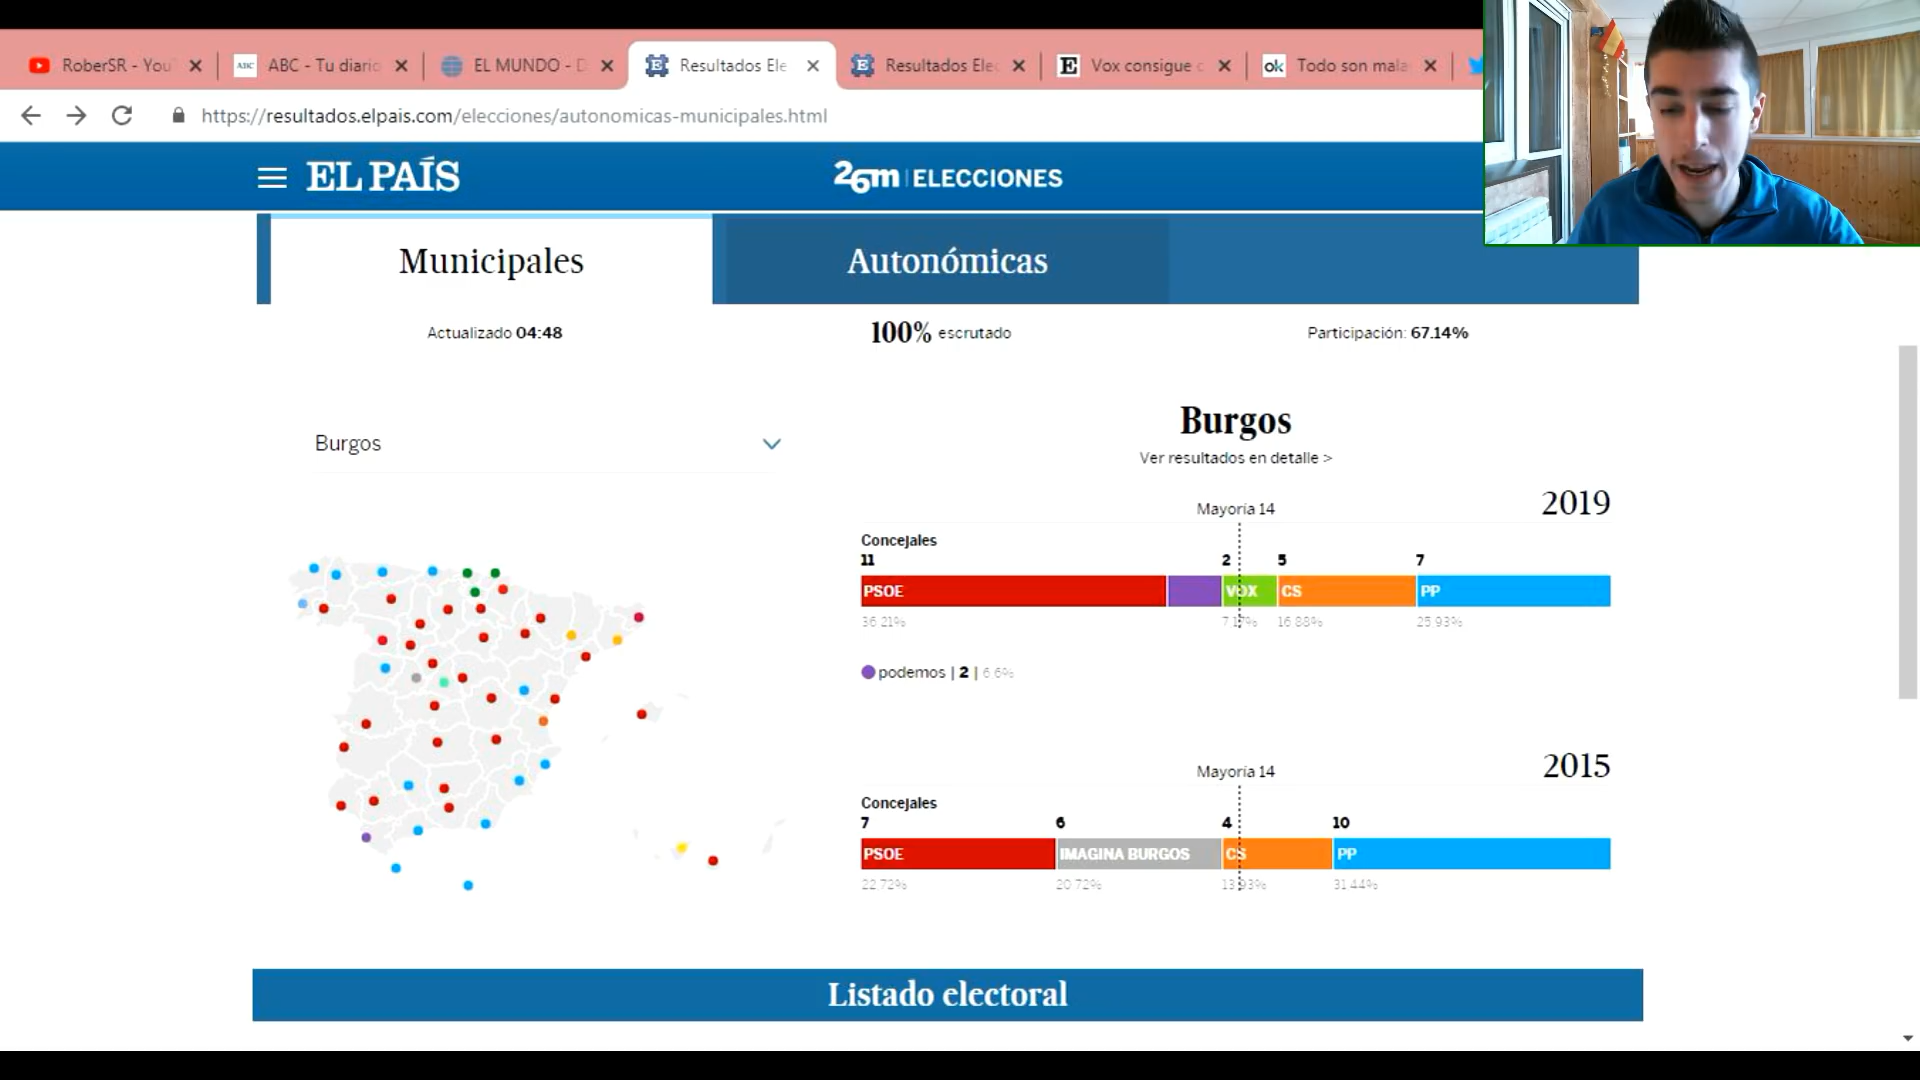 RoberSR - You
ABC - Tu diario
EL MUNDO - D
Resultados Ele
Resultados Elec
Vox consigue c
ok Todo son mala
https://resultados.elpais.com/elecciones/autonomicas-municipales.html
EL PAÍS
26m | ELECCIONES
Municipales
Autonómicas
Actualizado 04:48
100% escrutado
Participación: 67.14%
Burgos
Burgos
Ver resultados en detalle >
Mayoría 14
2019
Concejales
11 2 5 7
PSOE VOX CS PP
36.21% 7.17% 16.88% 25.93%
podemos | 2 | 6.6%
Mayoría 14
2015
Concejales
7 6 4 10
PSOE IMAGINA BURGOS CS PP
22.72% 20.72% 13.93% 31.44%
Listado electoral